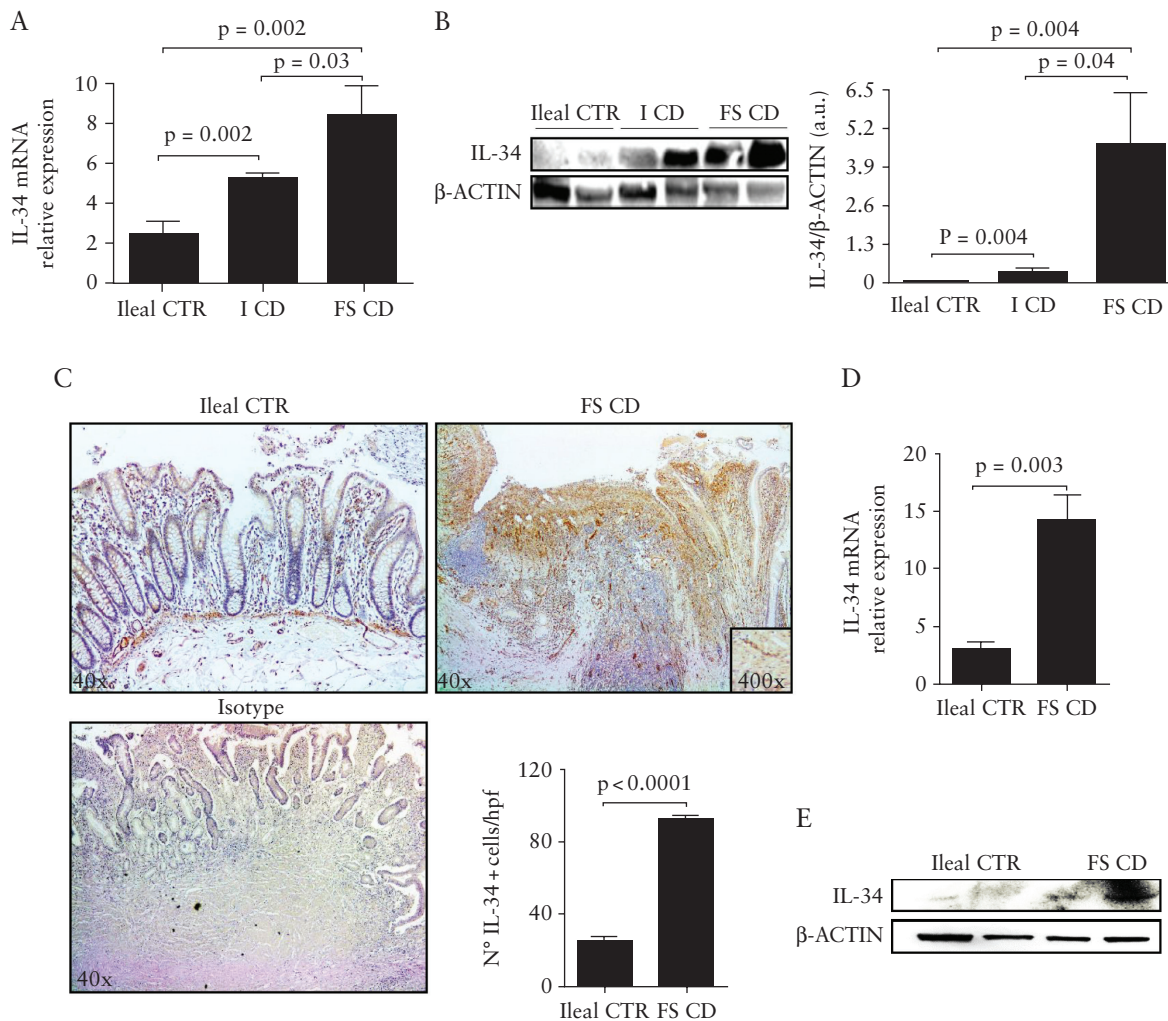 A
p = 0.002
p = 0.03
p = 0.002
IL-34 mRNA
relative expression
10
8
6
4
2
0
Ileal CTR
I CD
FS CD
B
Ileal CTR
I CD
FS CD
IL-34
β-ACTIN
p = 0.004
p = 0.04
P = 0.004
IL-34/β-ACTIN (a.u.)
6.5
5.2
3.9
2.6
1.3
0
Ileal CTR
I CD
FS CD
C
Ileal CTR
FS CD
40x
40x
400x
Isotype
40x
N° IL-34 + cells/hpf
120
90
60
30
0
p < 0.0001
Ileal CTR
FS CD
D
IL-34 mRNA
relative expression
20
15
10
5
0
p = 0.003
Ileal CTR
FS CD
E
Ileal CTR
FS CD
IL-34
β-ACTIN